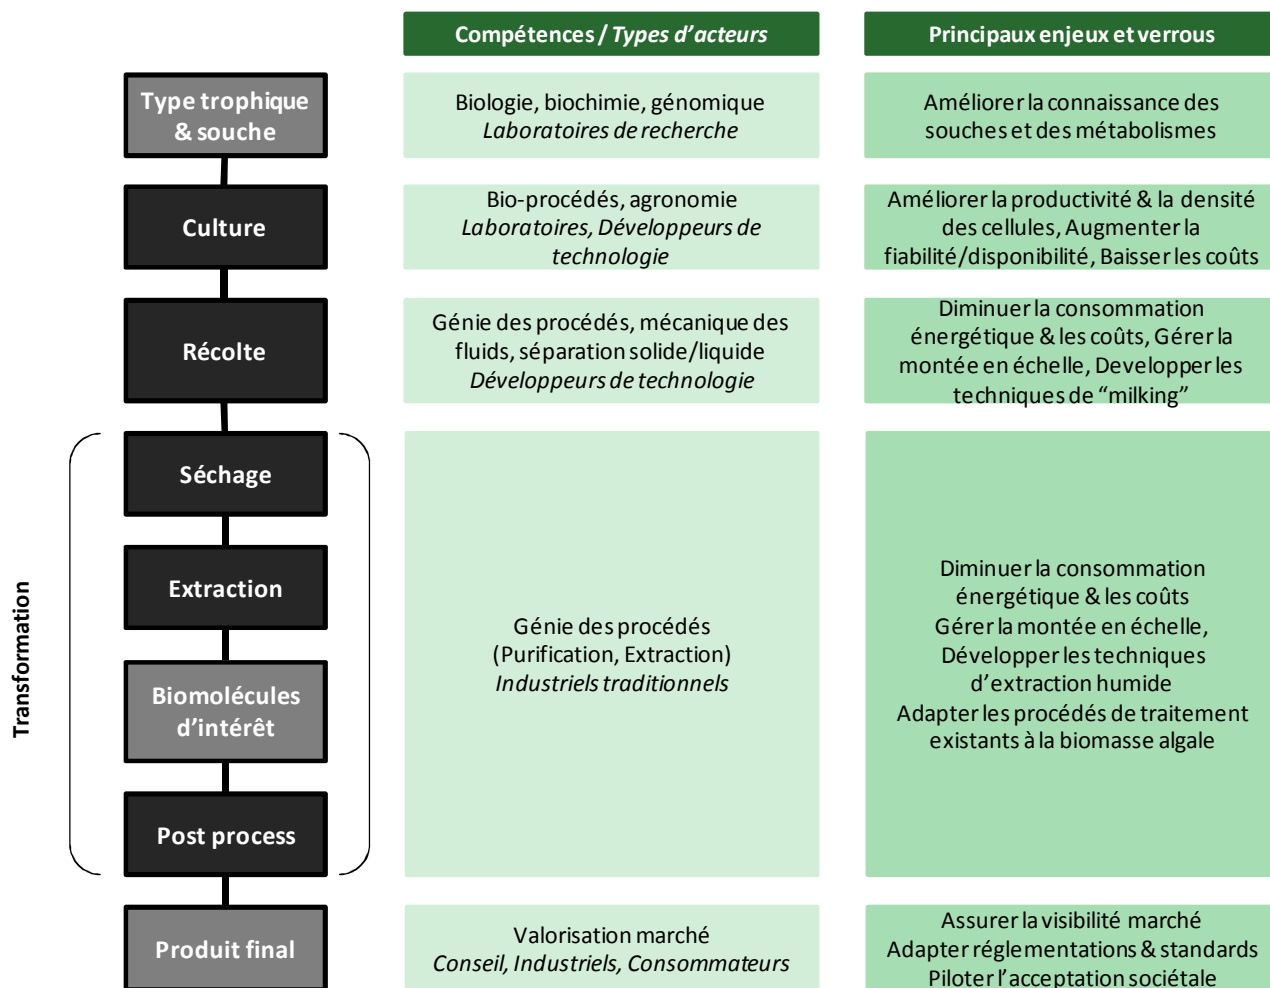 Compétences / Types d’acteurs
Principaux enjeux et verrous
Type trophique
& souche
Biologie, biochimie, génomique
Laboratoires de recherche
Améliorer la connaissance des
souches et des métabolismes
Culture
Bio-procédés, agronomie
Laboratoires, Développeurs de
technologie
Améliorer la productivité & la densité
des cellules, Augmenter la
fiabilité/disponibilité, Baisser les coûts
Récolte
Génie des procédés, mécanique des
fluids, séparation solide/liquide
Développeurs de technologie
Diminuer la consommation
énergétique & les coûts, Gérer la
montée en échelle, Developper les
techniques de “milking”
Transformation
Séchage
Extraction
Biomolécules
d’intérêt
Post process
Génie des procédés
(Purification, Extraction)
Industriels traditionnels
Diminuer la consommation
énergétique & les coûts
Gérer la montée en échelle,
Développer les techniques
d’extraction humide
Adapter les procédés de traitement
existants à la biomasse algale
Produit final
Valorisation marché
Conseil, Industriels, Consommateurs
Assurer la visibilité marché
Adapter réglementations & standards
Piloter l’acceptation sociétale